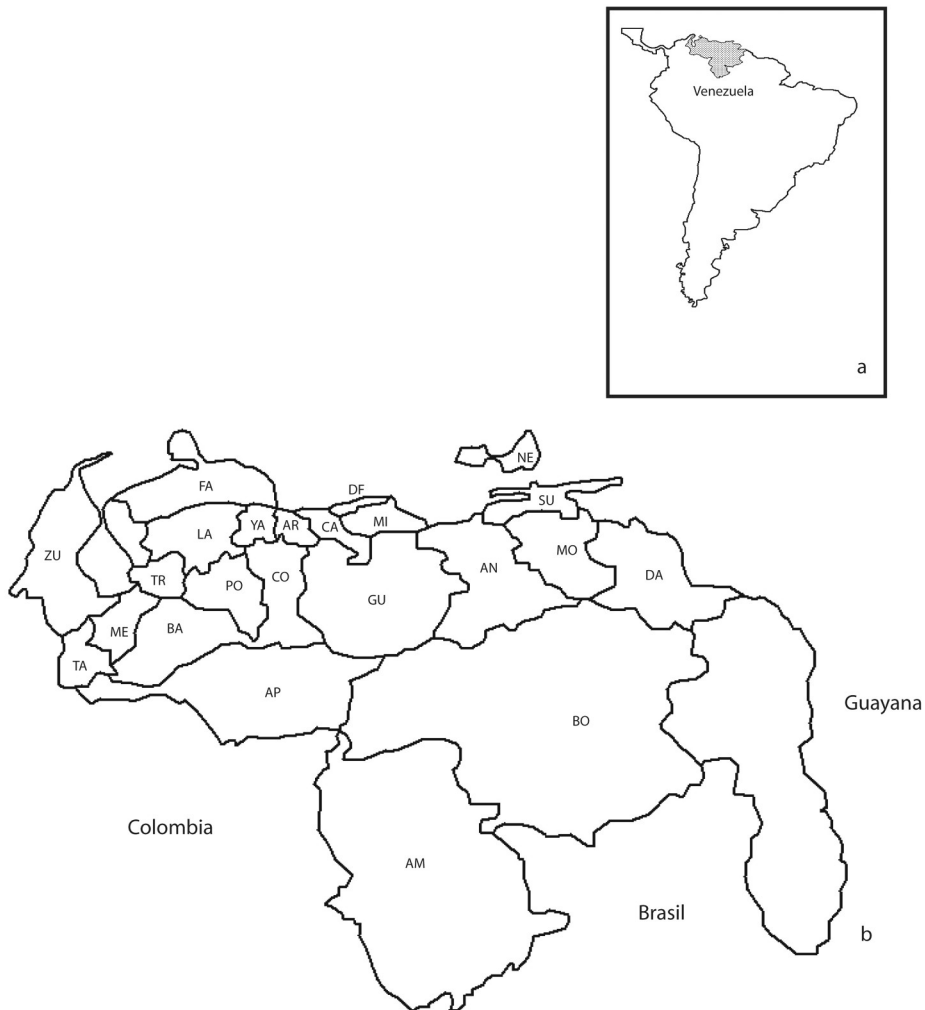 Venezuela
a
NE
FA
DF
SU
YA
AR
CA
MI
LA
ZU
MO
AN
TR
PO
CO
DA
GU
ME
BA
TA
AP
Guayana
BO
Colombia
AM
Brasil
b